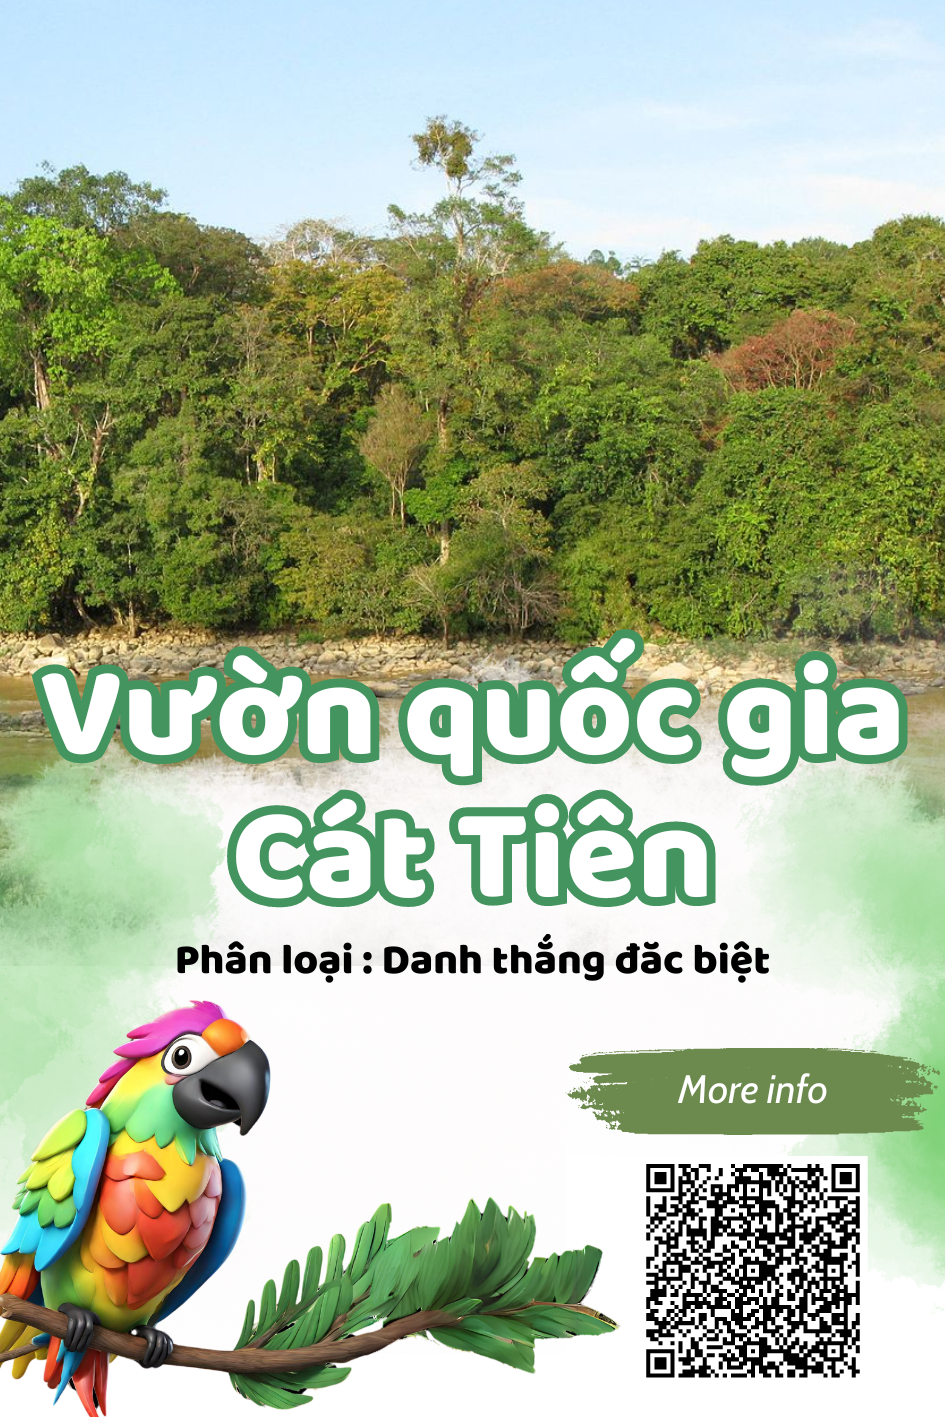 Vườn quốc gia
Cát Tiên
Phân loại : Danh thắng đăc biệt
More info